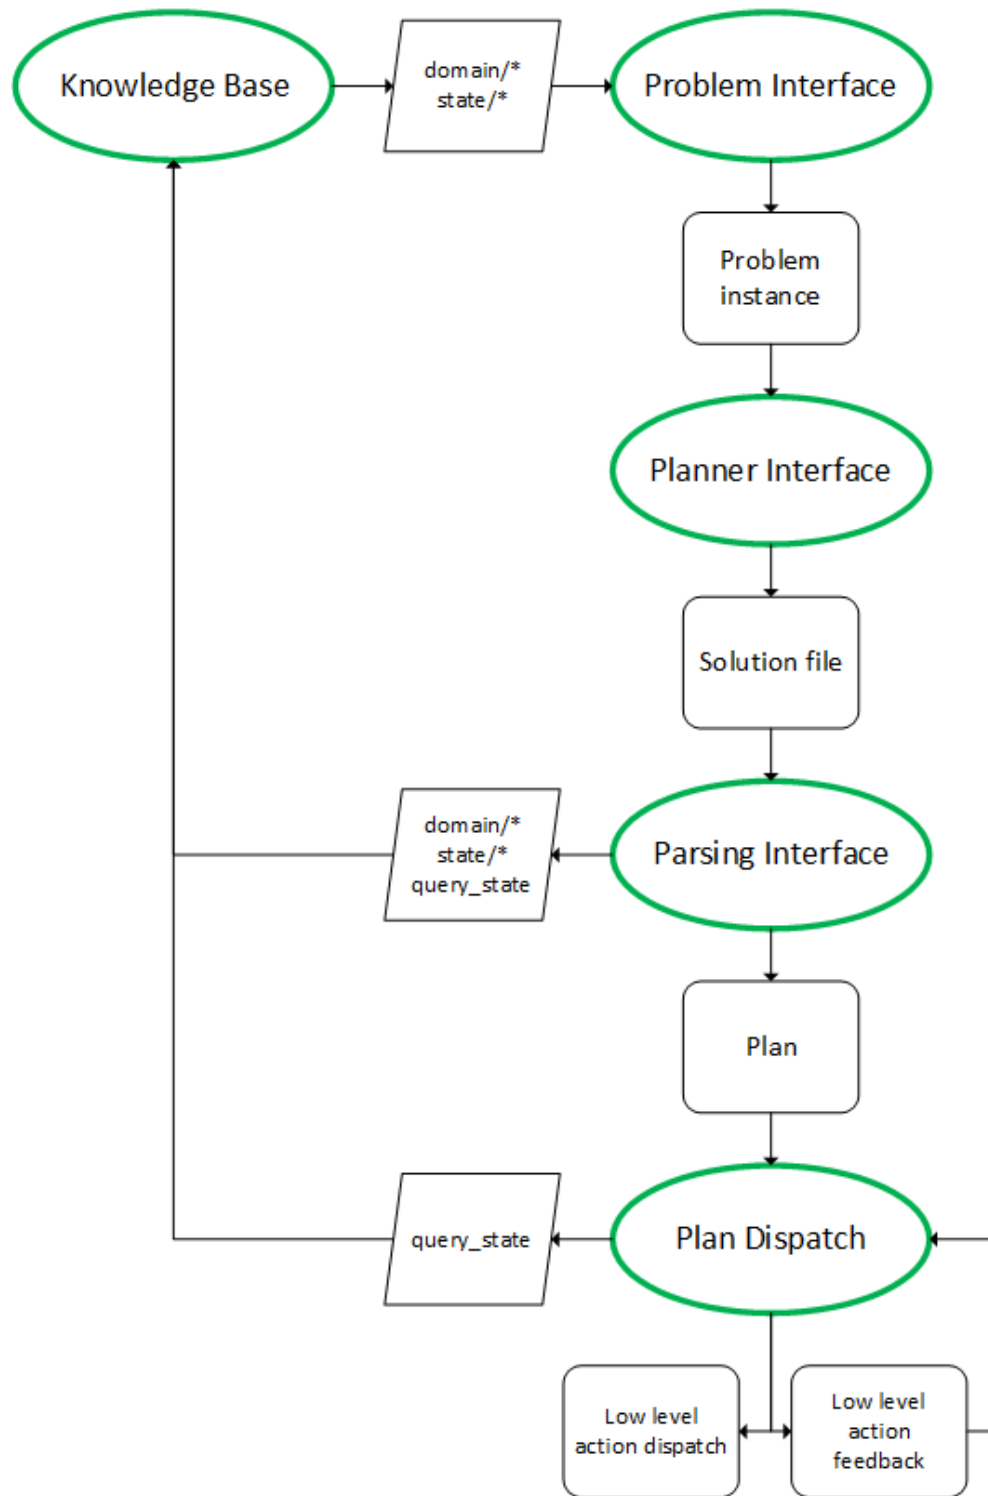 Knowledge Base
domain/*
state/*
Problem Interface
Problem
instance
Planner Interface
Solution file
domain/*
state/*
query_state
Parsing Interface
Plan
query_state
Plan Dispatch
Low level
action dispatch
Low level
action
feedback